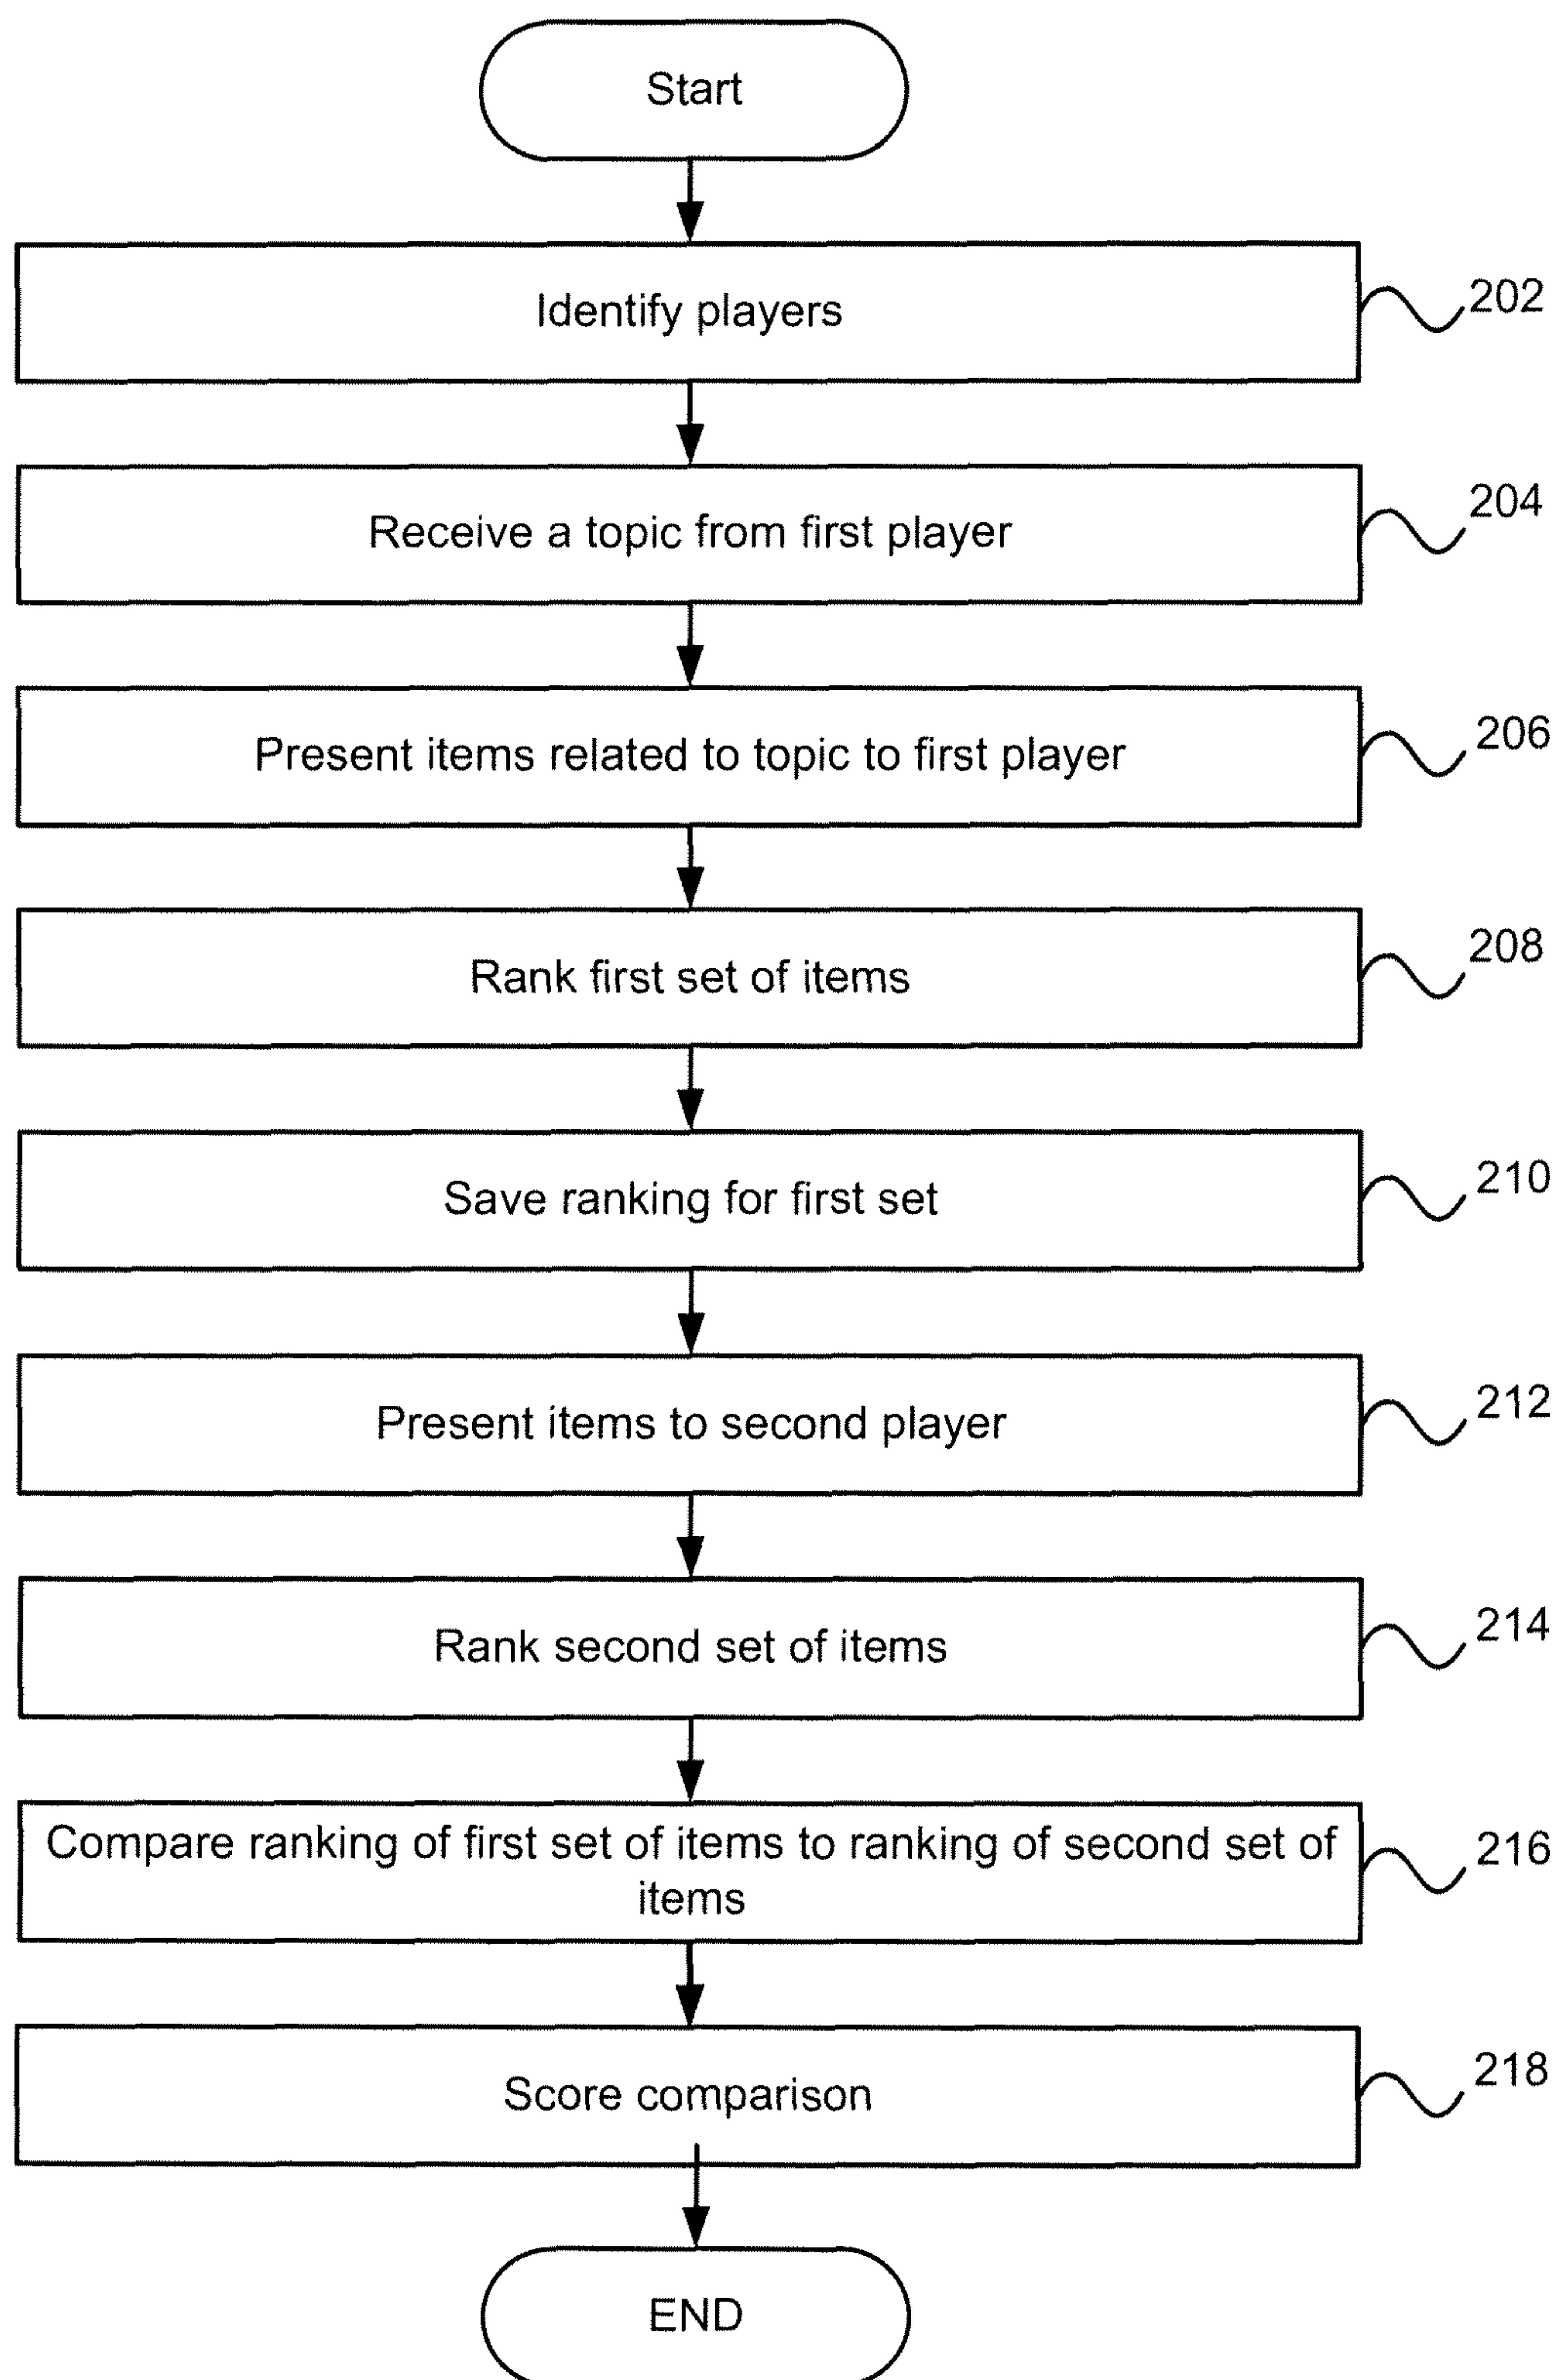 Start
Identify players
202
Receive a topic from first player
204
Present items related to topic to first player
206
Rank first set of items
208
Save ranking for first set
210
Present items to second player
212
Rank second set of items
214
Compare ranking of first set of items to ranking of second set of
items
216
Score comparison
218
END